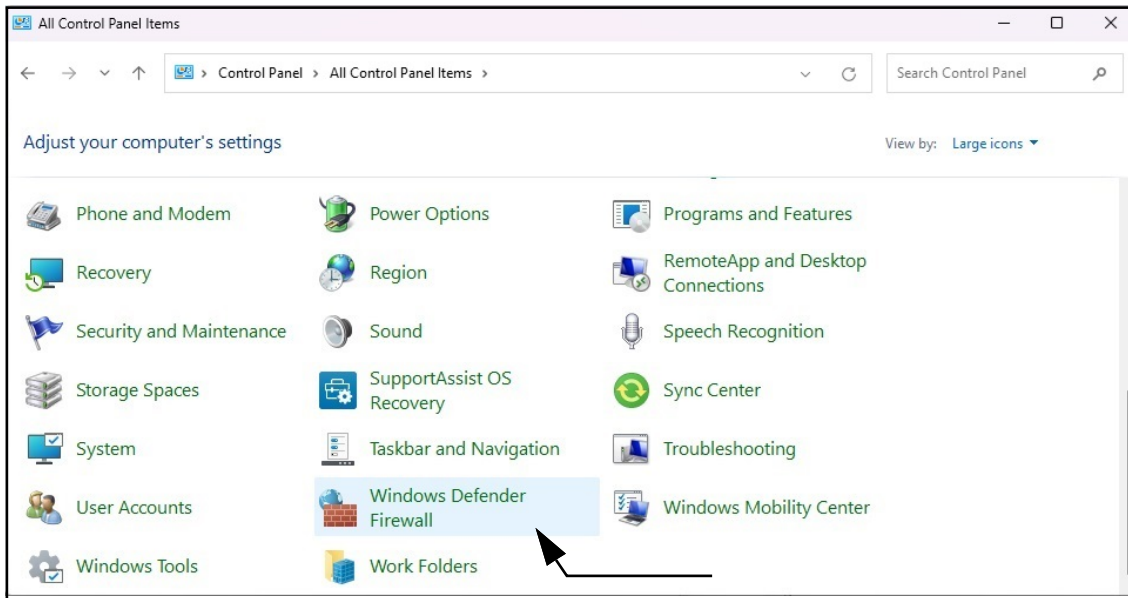 All Control Panel Items
Control Panel > All Control Panel Items >
Search Control Panel
Adjust your computer's settings
View by: Large icons
Phone and Modem
Power Options
Programs and Features
Recovery
Region
RemoteApp and Desktop
Connections
Security and Maintenance
Sound
Speech Recognition
Storage Spaces
SupportAssist OS
Recovery
Sync Center
System
Taskbar and Navigation
Troubleshooting
User Accounts
Windows Defender
Firewall
Windows Mobility Center
Windows Tools
Work Folders